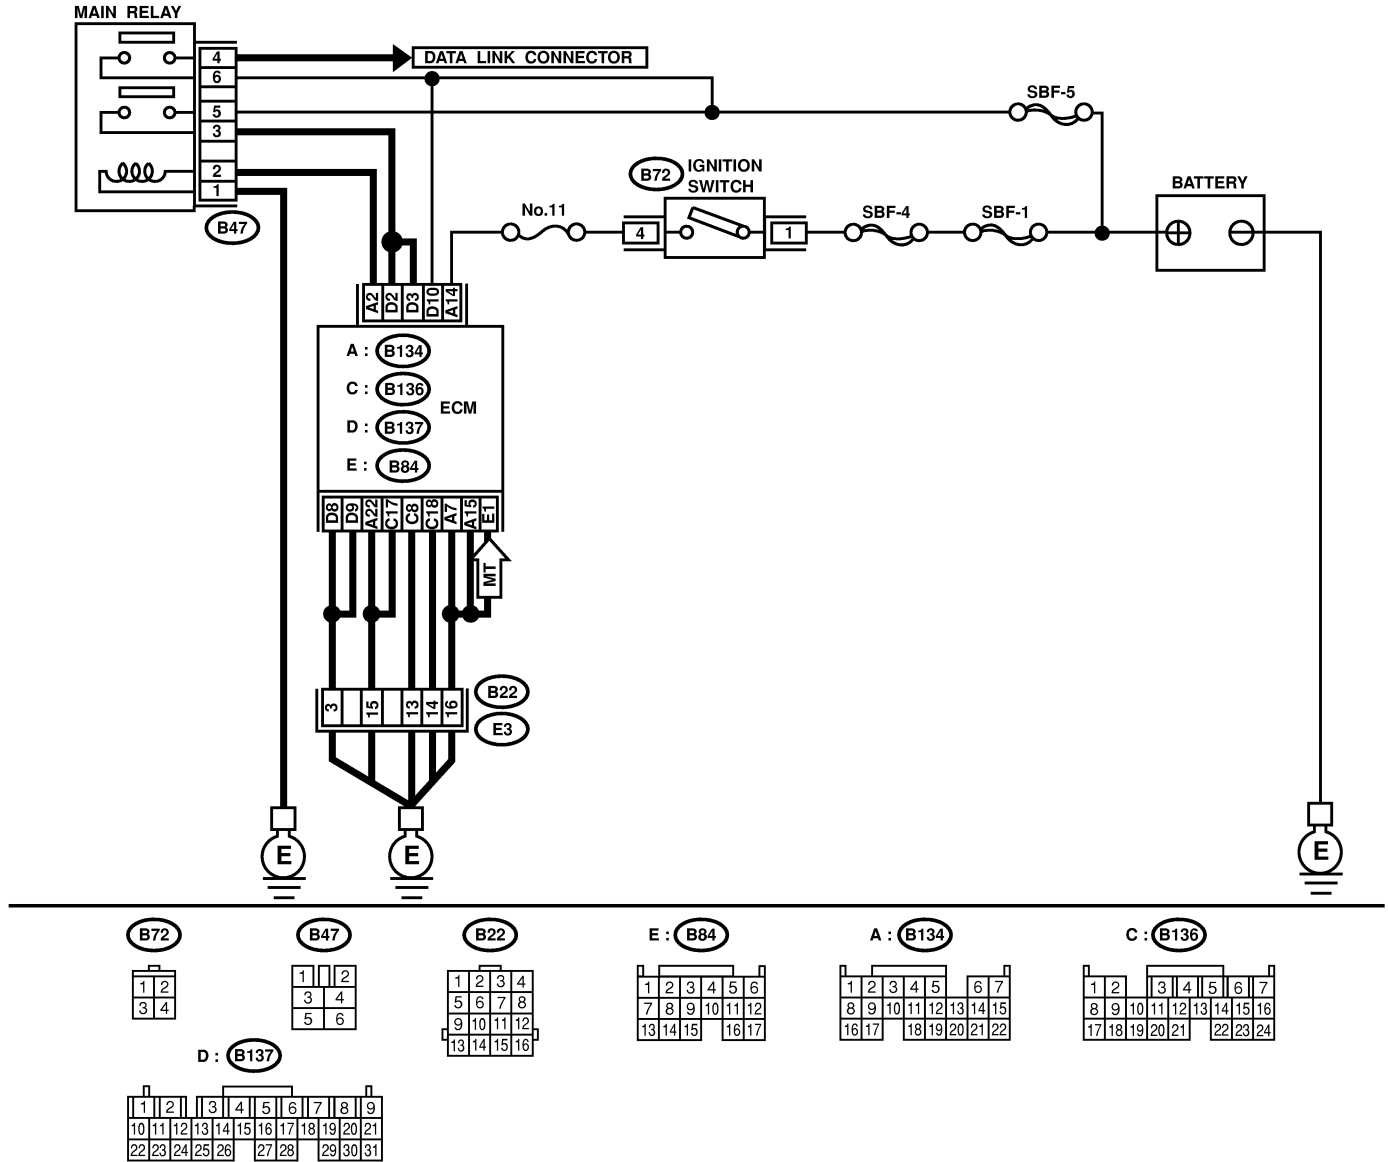 MAIN RELAY
4
DATA LINK CONNECTOR
6
5
SBF-5
3
2
1
B47
B72
IGNITION
SWITCH
BATTERY
No.11
4
1
SBF-4
SBF-1
A2 D2 D3 D10 A14
A : B134
C : B136
D : B137
E : B84
ECM
D8 D9 A22 C17 C8 C18 A7 A15 E1
MT
3 15 13 14 16
B22
E3
E
E
E
B72
1 2
3 4
B47
1 2
3 4
5 6
B22
1 2 3 4
5 6 7 8
9 10 11 12
13 14 15 16
E : B84
1 2 3 4 5 6
7 8 9 10 11 12
13 14 15 16 17
A : B134
1 2 3 4 5 6 7
8 9 10 11 12 13 14 15
16 17 18 19 20 21 22
C : B136
1 2 3 4 5 6 7
8 9 10 11 12 13 14 15 16
17 18 19 20 21 22 23 24
D : B137
1 2 3 4 5 6 7 8 9
10 11 12 13 14 15 16 17 18 19 20 21
22 23 24 25 26 27 28 29 30 31